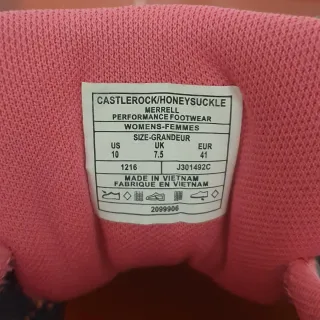 CASTLEROCK/HONEYSUCKLE
MERRELL
PERFORMANCE FOOTWEAR
WOMENS-FEMMES
SIZE-GRANDEUR
US UK EUR
10 7.5 41
1216 J301492C
MADE IN VIETNAM
FABRIQUE EN VIETNAM
2099906